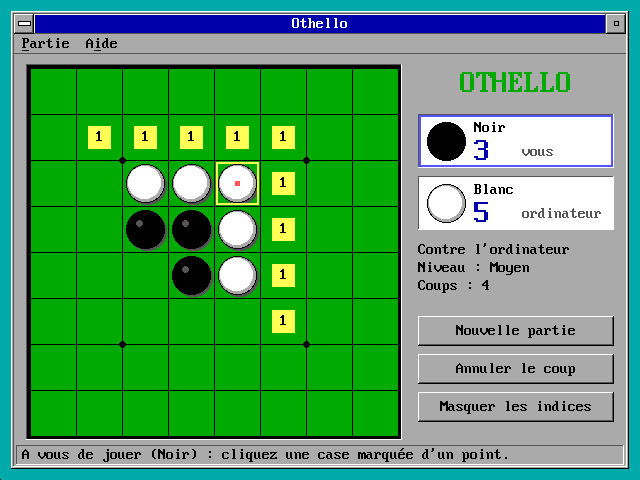 Othello
Partie Aide
OTHELLO
Noir
3 vous
Blanc
5 ordinateur
Contre l'ordinateur
Niveau : Moyen
Coups : 4
Nouvelle partie
Annuler le coup
Masquer les indices
1 1 1 1 1
1
1
1
1
A vous de jouer (Noir) : cliquez une case marquée d'un point.